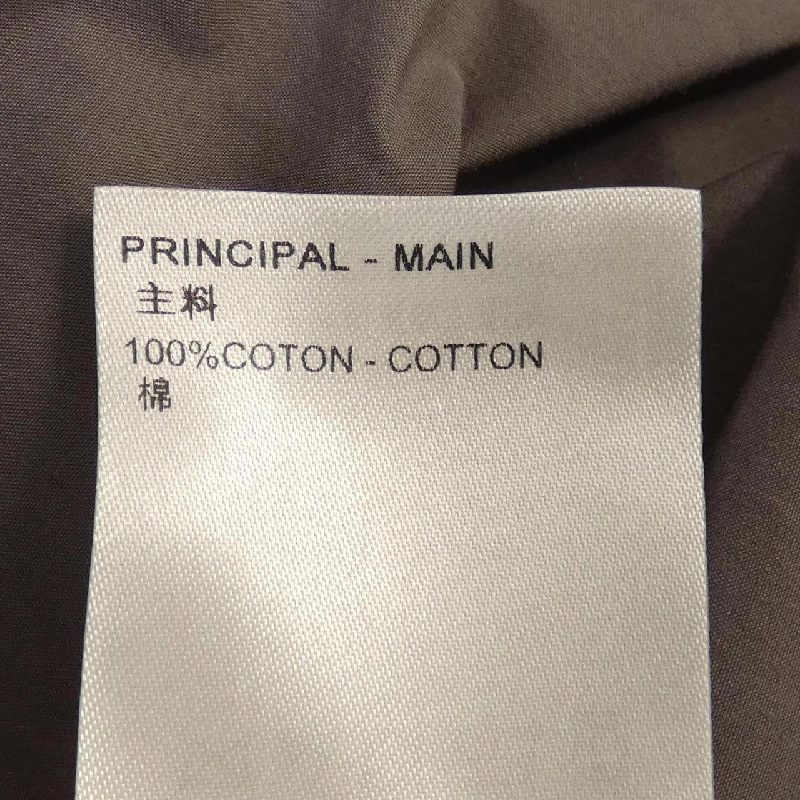 PRINCIPAL - MAIN
主料
100%COTON - COTTON
棉